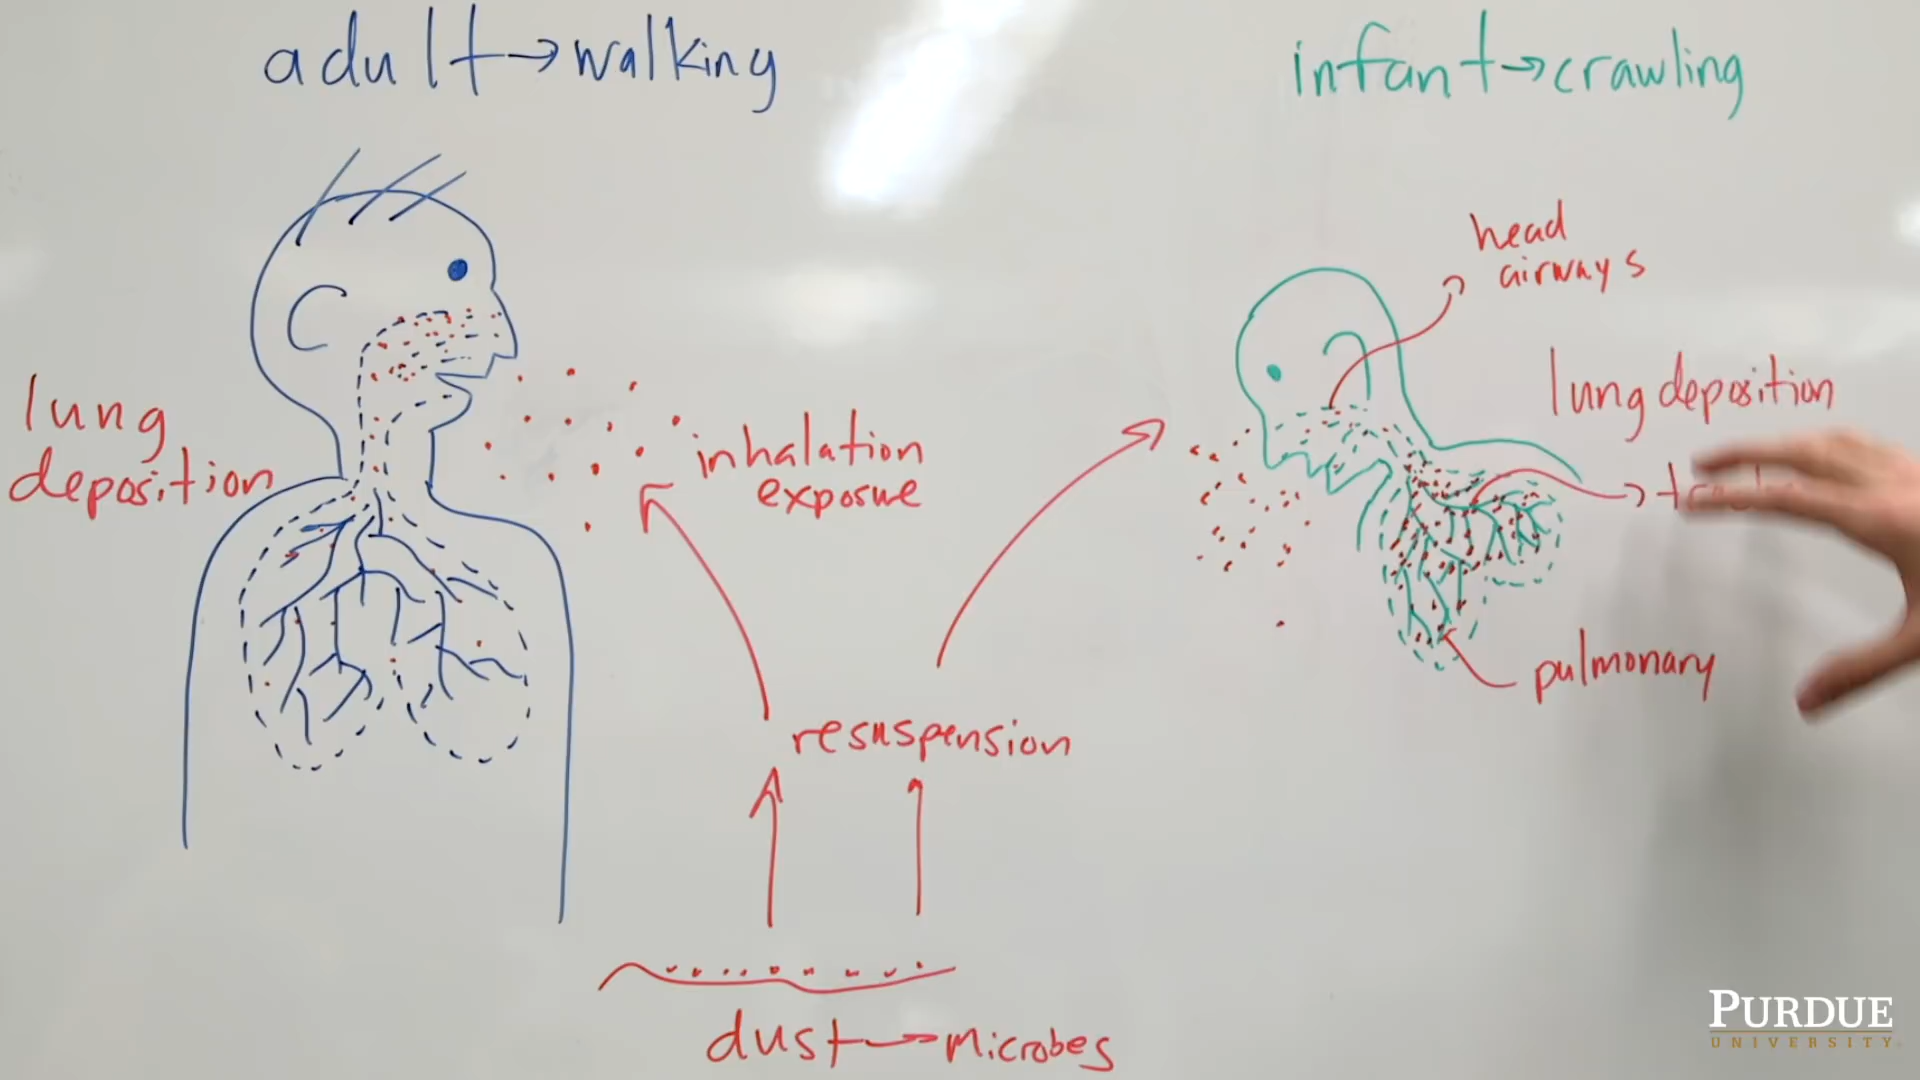 adult → walking
infant → crawling
head
airways
lung deposition
lung
deposition
inhalation
exposure
pulmonary
resuspension
dust → microbes
PURDUE
UNIVERSITY